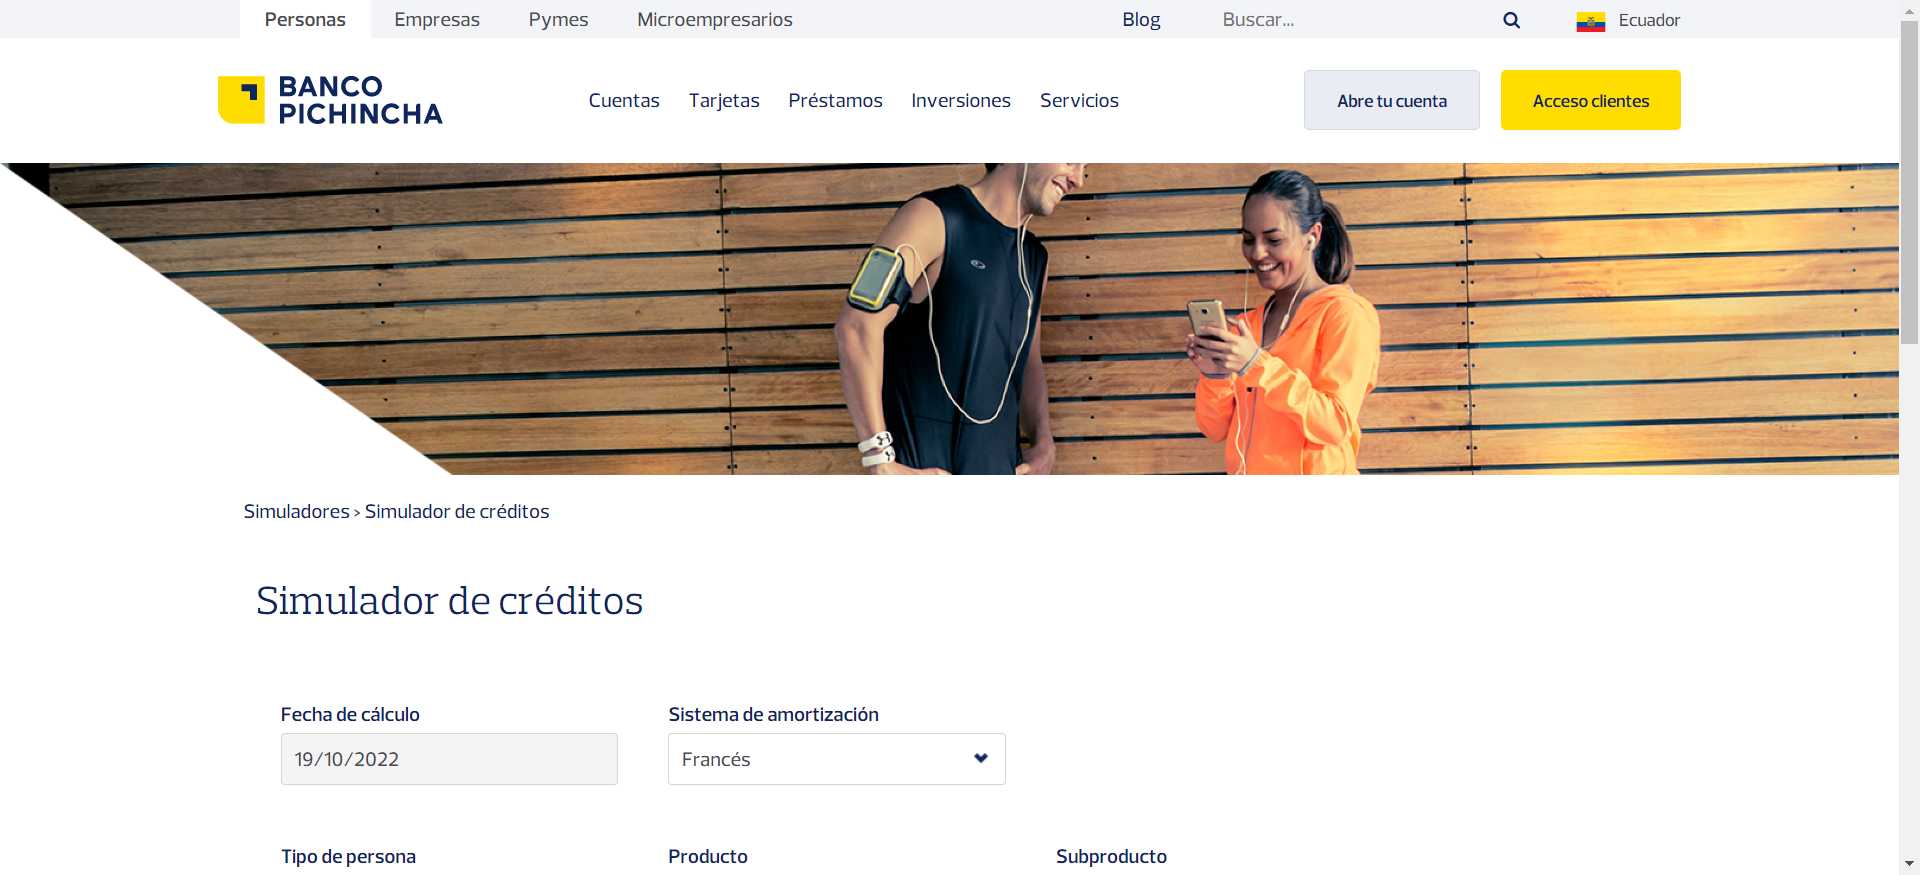 Personas Empresas Pymes Microempresarios Blog Buscar... Ecuador
BANCO
PICHINCHA
Cuentas Tarjetas Préstamos Inversiones Servicios Abre tu cuenta Acceso clientes
Simuladores > Simulador de créditos
Simulador de créditos
Fecha de cálculo Sistema de amortización
19/10/2022 Francés
Tipo de persona Producto Subproducto